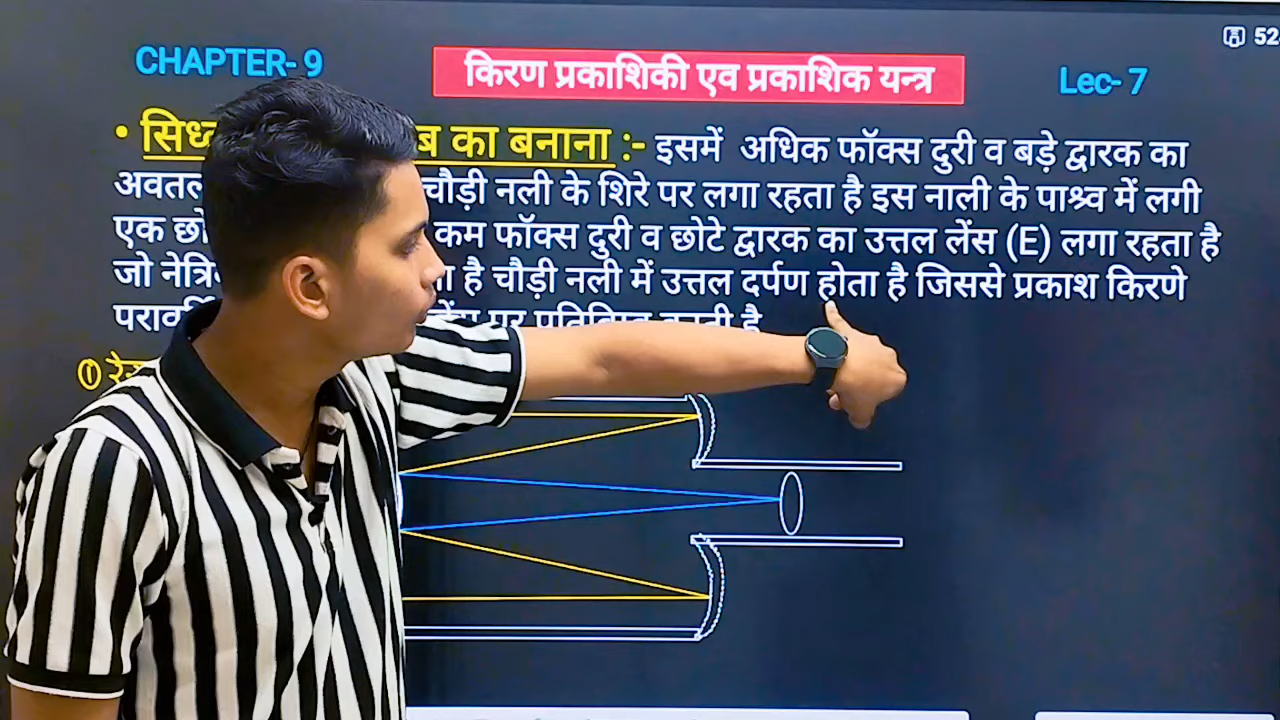 CHAPTER- 9
किरण प्रकाशिकी एव प्रकाशिक यन्त्र
Lec- 7
52
• का बनाना :- इसमें अधिक फॉक्स दुरी व बड़े द्वारक का
चौड़ी नली के शिरे पर लगा रहता है इस नाली के पाश्र्व में लगी
एक कम फॉक्स दुरी व छोटे द्वारक का उत्तल लेंस (E) लगा रहता है
जो है चौड़ी नली में उत्तल दर्पण होता है जिससे प्रकाश किरणे
पर प्रतिबिम्ब करती है
①